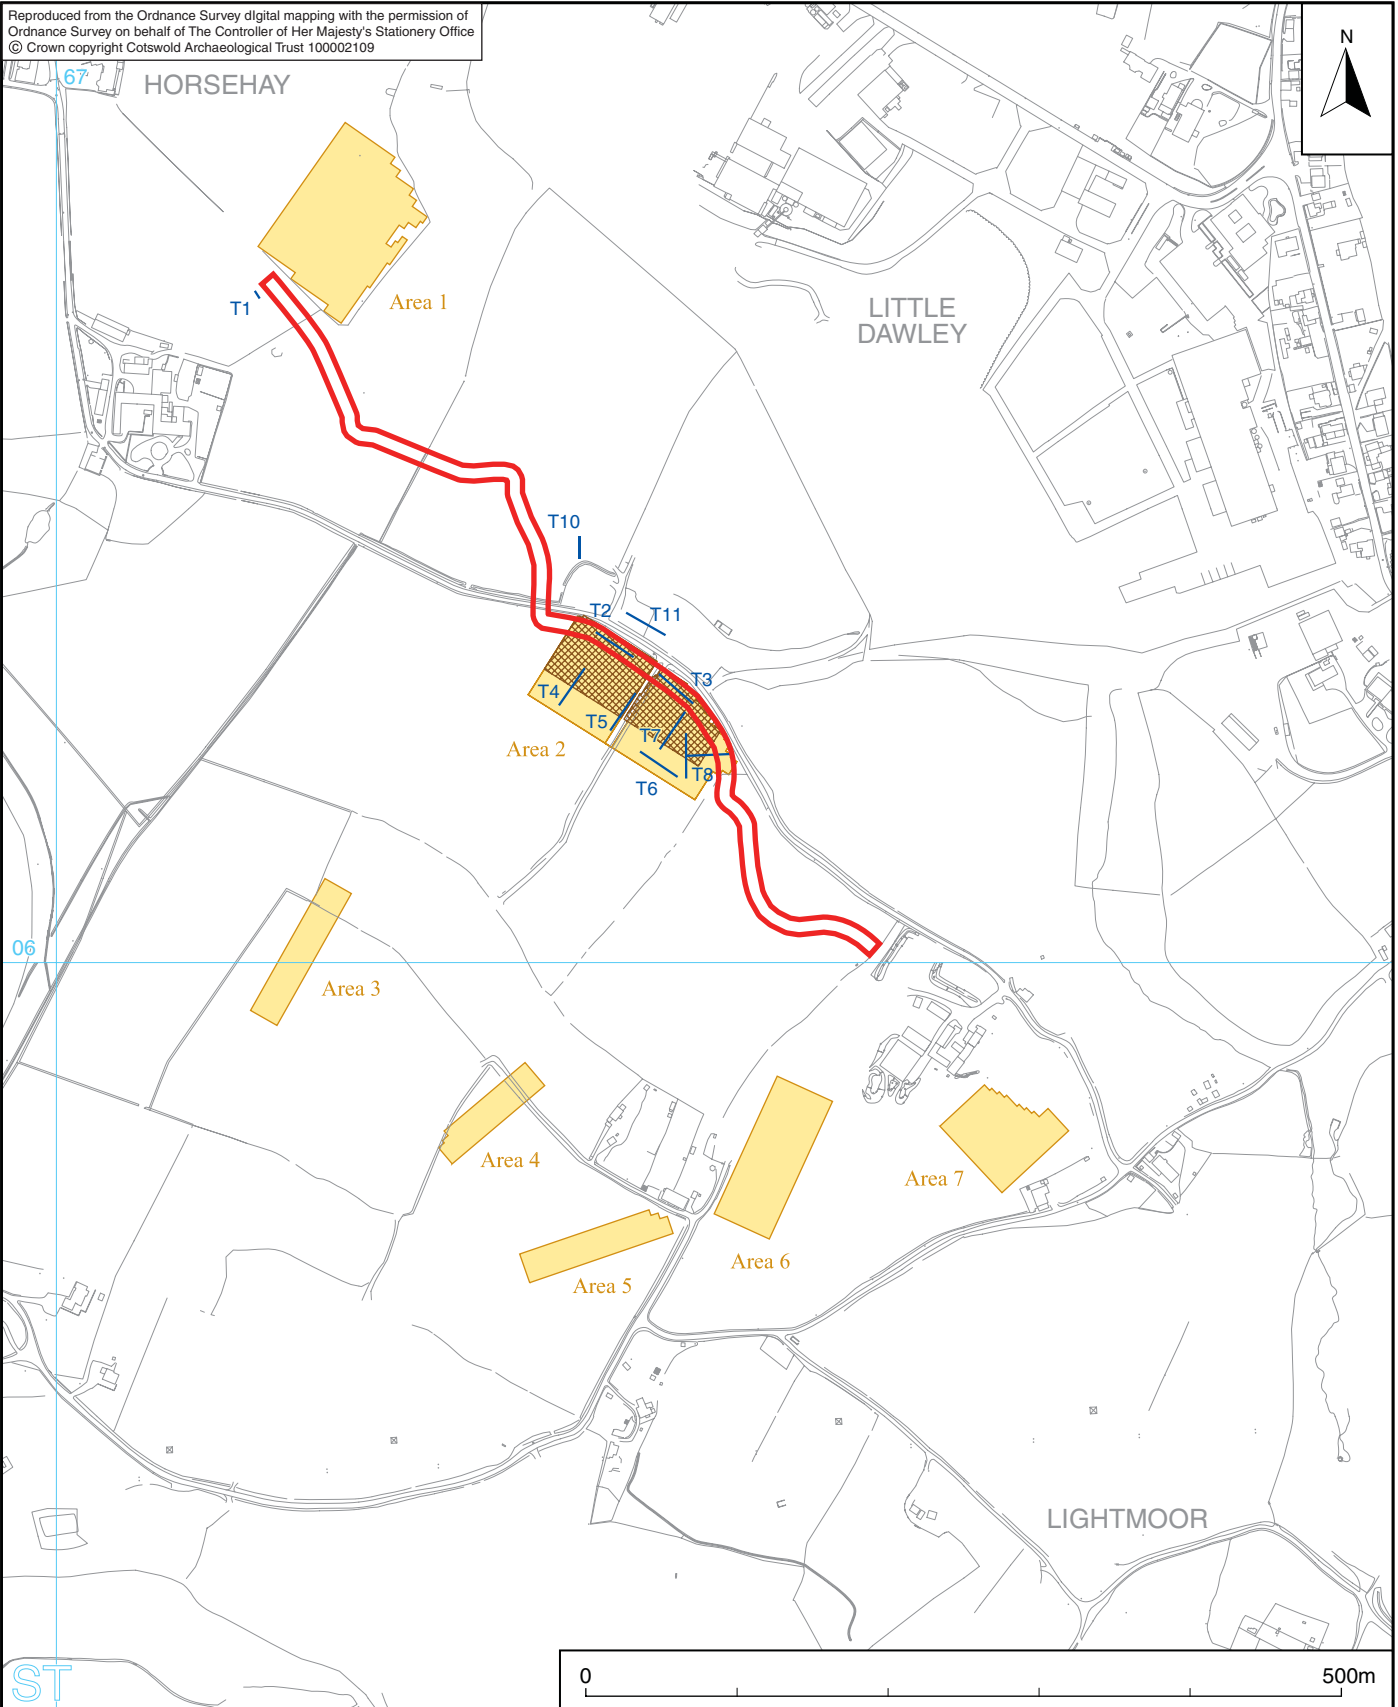 Reproduced from the Ordnance Survey dIgital mapping with the permission of
Ordnance Survey on behalf of The Controller of Her Majesty's Stationery Office
© Crown copyright Cotswold Archaeological Trust 100002109
N
67
HORSEHAY
T1
Area 1
LITTLE
DAWLEY
T10
T2
T11
T3
T4
T5
T7
Area 2
T8
T6
06
Area 3
Area 4
Area 7
Area 6
Area 5
LIGHTMOOR
ST
0
500m